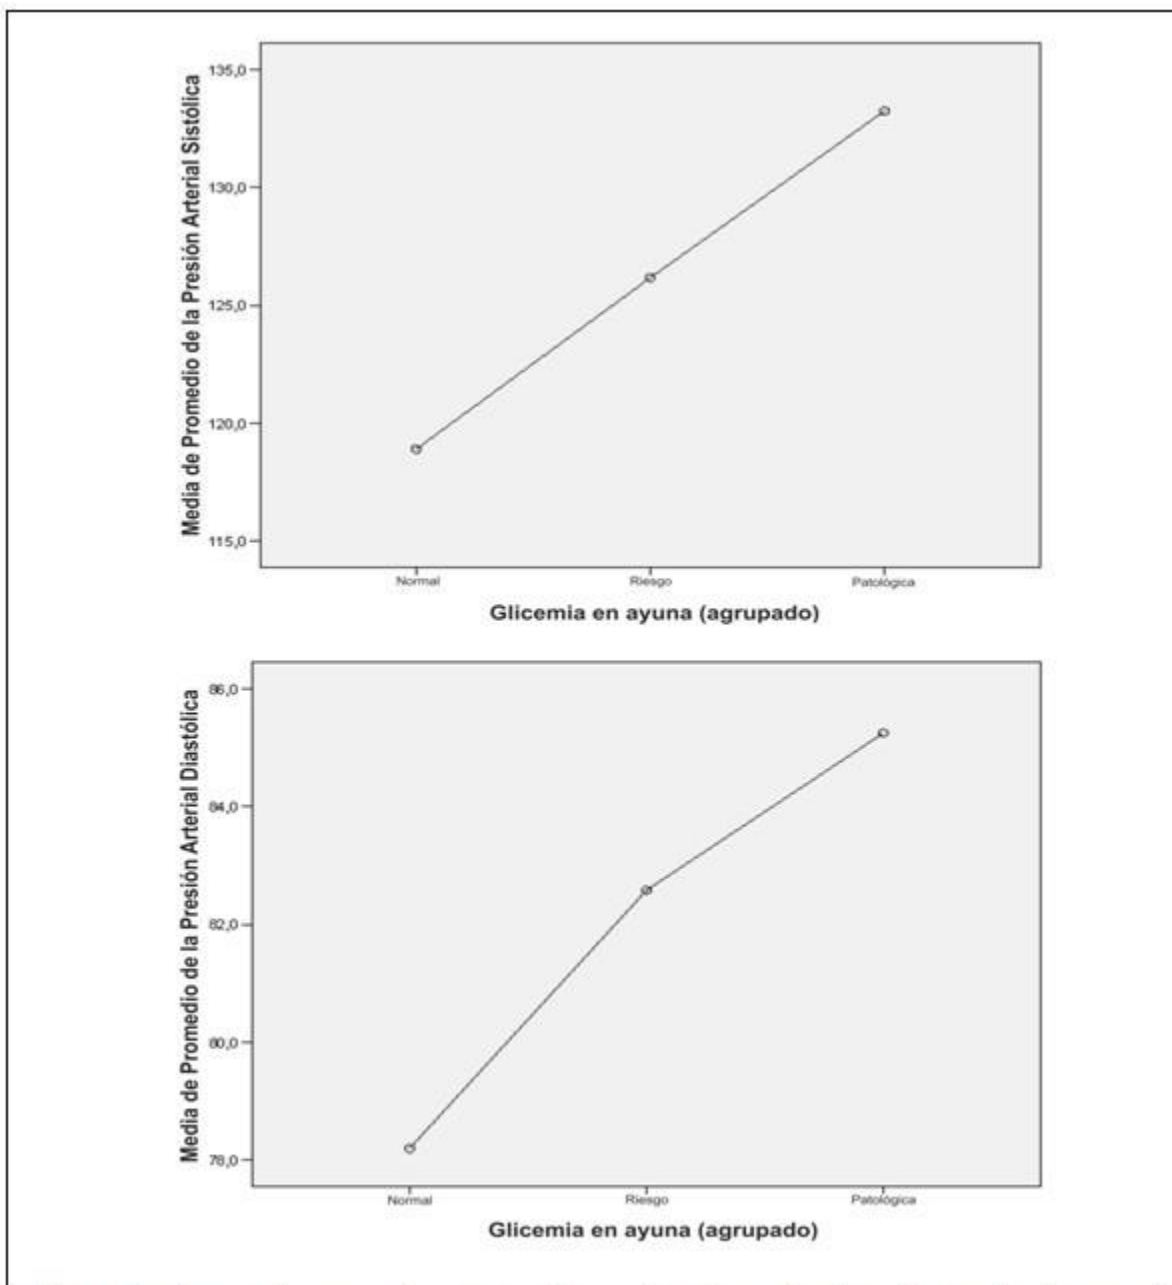 Media de Promedio de la Presión Arterial Sistólica
135,0
130,0
125,0
120,0
115,0
Normal Riesgo Patológica
Glicemia en ayuna (agrupado)
Media de Promedio de la Presión Arterial Diastólica
86,0
84,0
82,0
80,0
78,0
Normal Riesgo Patológica
Glicemia en ayuna (agrupado)